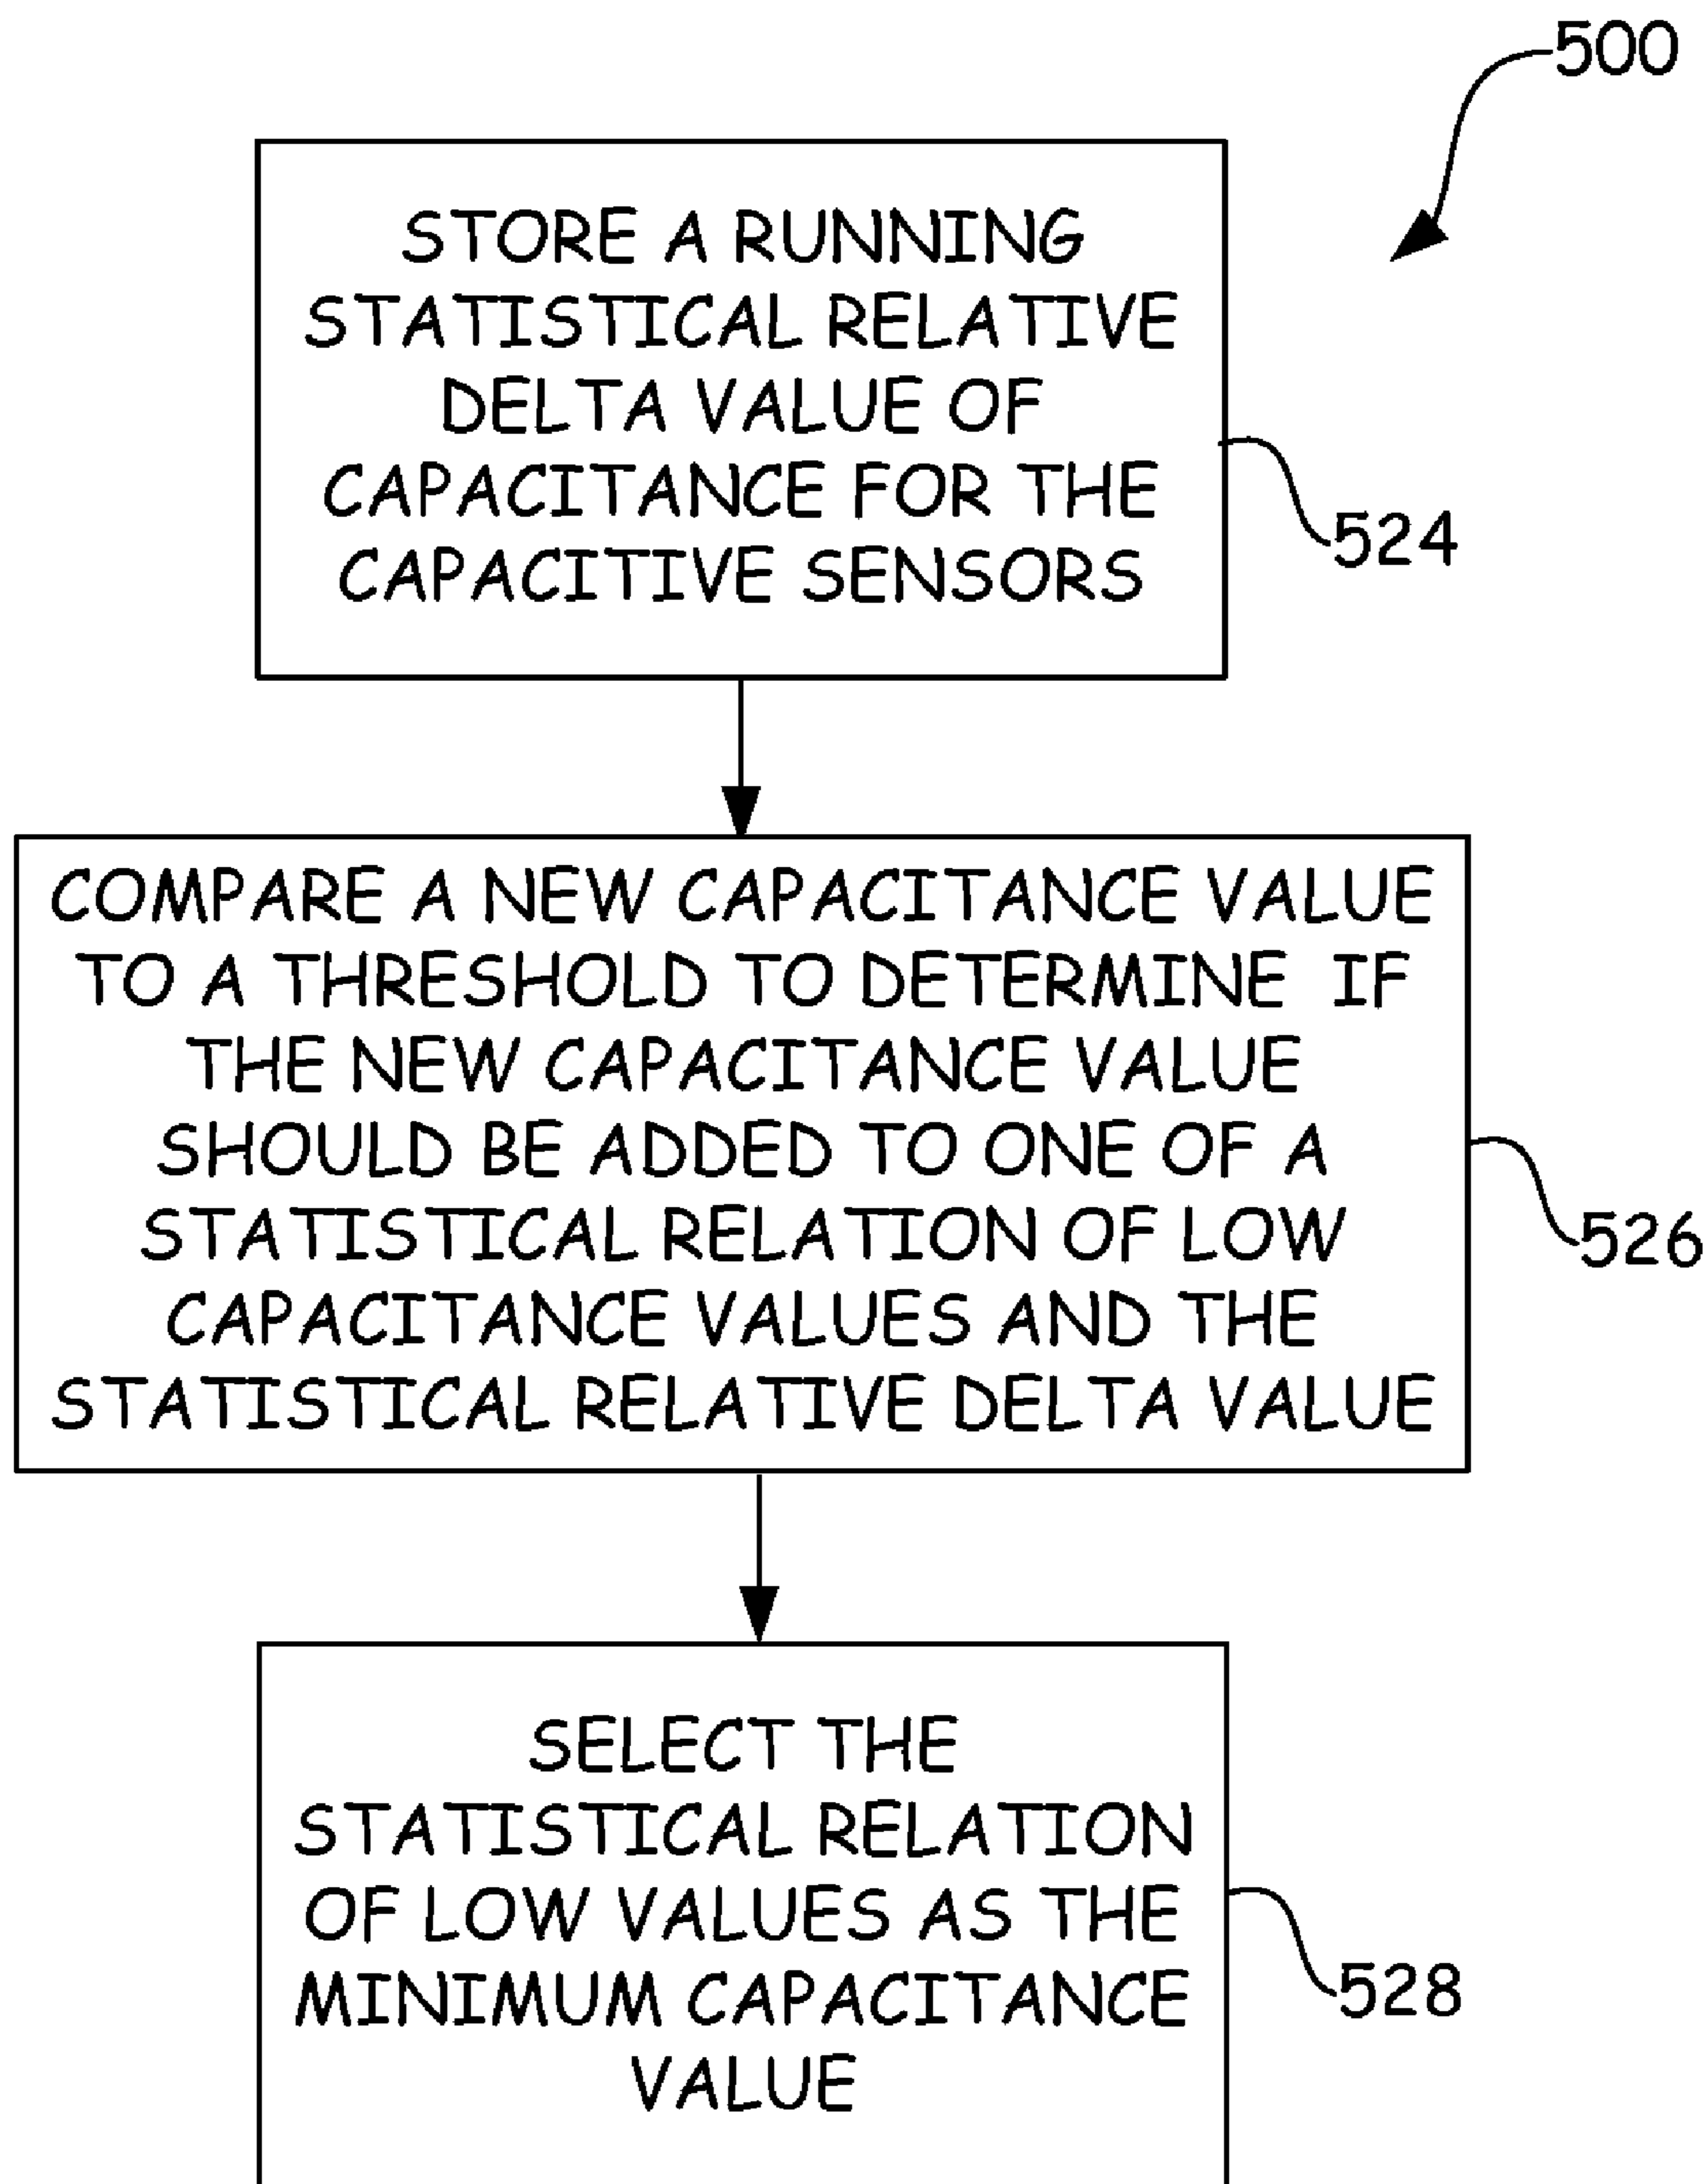 500
STORE A RUNNING
STATISTICAL RELATIVE
DELTA VALUE OF
CAPACITANCE FOR THE
CAPACITIVE SENSORS
524
COMPARE A NEW CAPACITANCE VALUE
TO A THRESHOLD TO DETERMINE IF
THE NEW CAPACITANCE VALUE
SHOULD BE ADDED TO ONE OF A
STATISTICAL RELATION OF LOW
CAPACITANCE VALUES AND THE
STATISTICAL RELATIVE DELTA VALUE
526
SELECT THE
STATISTICAL RELATION
OF LOW VALUES AS THE
MINIMUM CAPACITANCE
VALUE
528